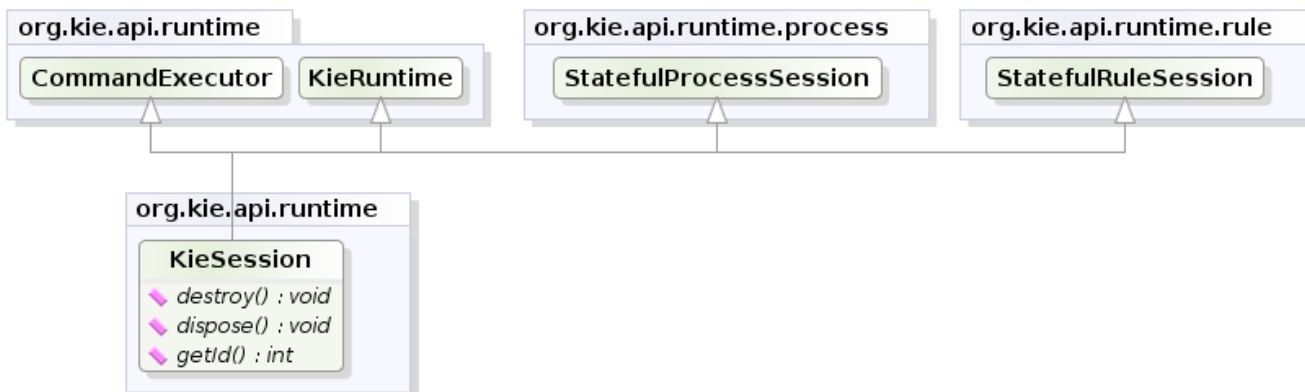 org.kie.api.runtime
CommandExecutor
KieRuntime
org.kie.api.runtime.process
StatefulProcessSession
org.kie.api.runtime.rule
StatefulRuleSession
org.kie.api.runtime
KieSession
destroy() : void
dispose() : void
getId() : int